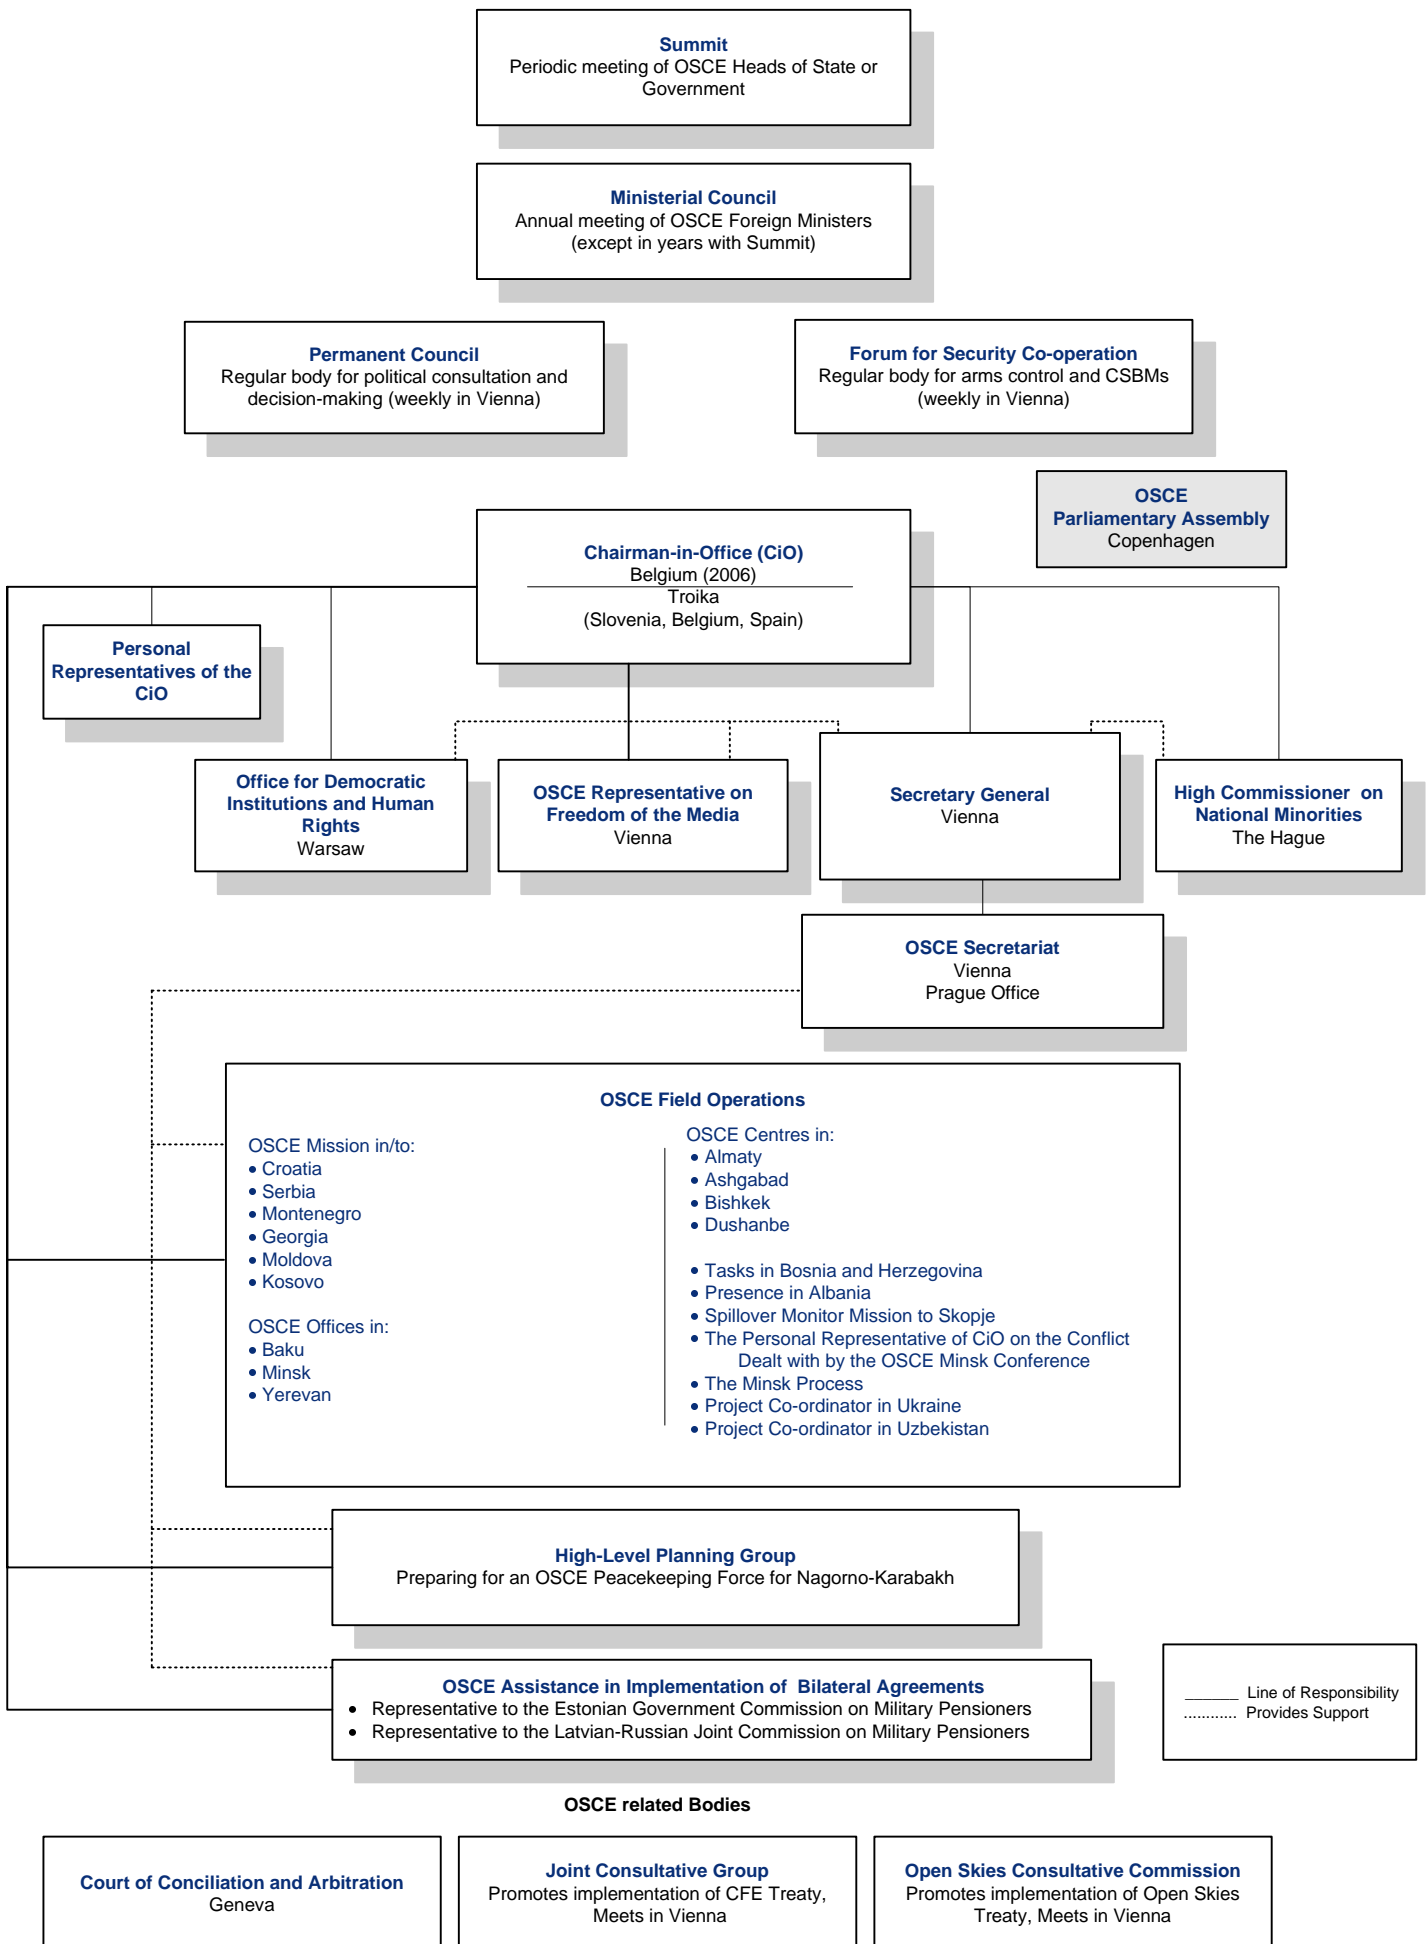 Summit
Periodic meeting of OSCE Heads of State or
Government
Ministerial Council
Annual meeting of OSCE Foreign Ministers
(except in years with Summit)
Permanent Council
Regular body for political consultation and
decision-making (weekly in Vienna)
Forum for Security Co-operation
Regular body for arms control and CSBMs
(weekly in Vienna)
OSCE
Parliamentary Assembly
Copenhagen
Chairman-in-Office (CiO)
Belgium (2006)
Troika
(Slovenia, Belgium, Spain)
Personal
Representatives of the
CiO
Office for Democratic
Institutions and Human
Rights
Warsaw
OSCE Representative on
Freedom of the Media
Vienna
Secretary General
Vienna
High Commissioner on
National Minorities
The Hague
OSCE Secretariat
Vienna
Prague Office
OSCE Field Operations
OSCE Mission in/to:
• Croatia
• Serbia
• Montenegro
• Georgia
• Moldova
• Kosovo
OSCE Offices in:
• Baku
• Minsk
• Yerevan
OSCE Centres in:
• Almaty
• Ashgabad
• Bishkek
• Dushanbe
• Tasks in Bosnia and Herzegovina
• Presence in Albania
• Spillover Monitor Mission to Skopje
• The Personal Representative of CiO on the Conflict
Dealt with by the OSCE Minsk Conference
• The Minsk Process
• Project Co-ordinator in Ukraine
• Project Co-ordinator in Uzbekistan
High-Level Planning Group
Preparing for an OSCE Peacekeeping Force for Nagorno-Karabakh
OSCE Assistance in Implementation of Bilateral Agreements
• Representative to the Estonian Government Commission on Military Pensioners
• Representative to the Latvian-Russian Joint Commission on Military Pensioners
______ Line of Responsibility
........... Provides Support
OSCE related Bodies
Court of Conciliation and Arbitration
Geneva
Joint Consultative Group
Promotes implementation of CFE Treaty,
Meets in Vienna
Open Skies Consultative Commission
Promotes implementation of Open Skies
Treaty, Meets in Vienna